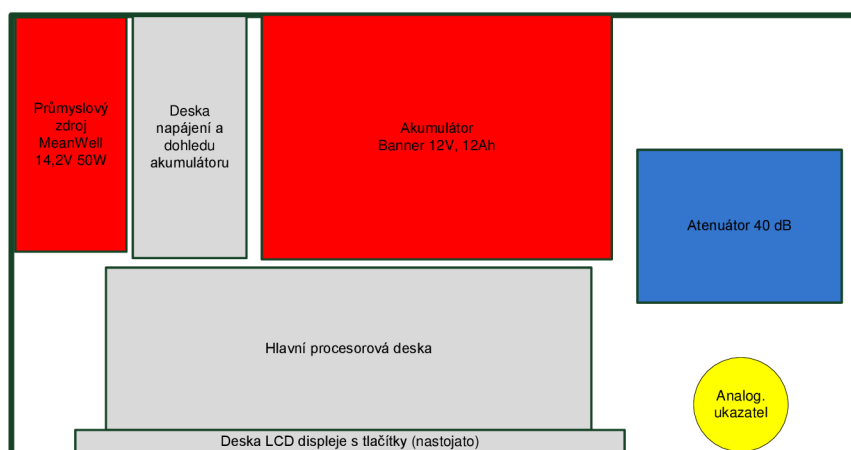 Průmyslový
zdroj
MeanWell
14,2V 50W
Deska
napájení a
dohledu
akumulátoru
Akumulátor
Banner 12V, 12Ah
Atenuátor 40 dB
Hlavní procesorová deska
Analog.
ukazatel
Deska LCD displeje s tlačítky (nastojato)